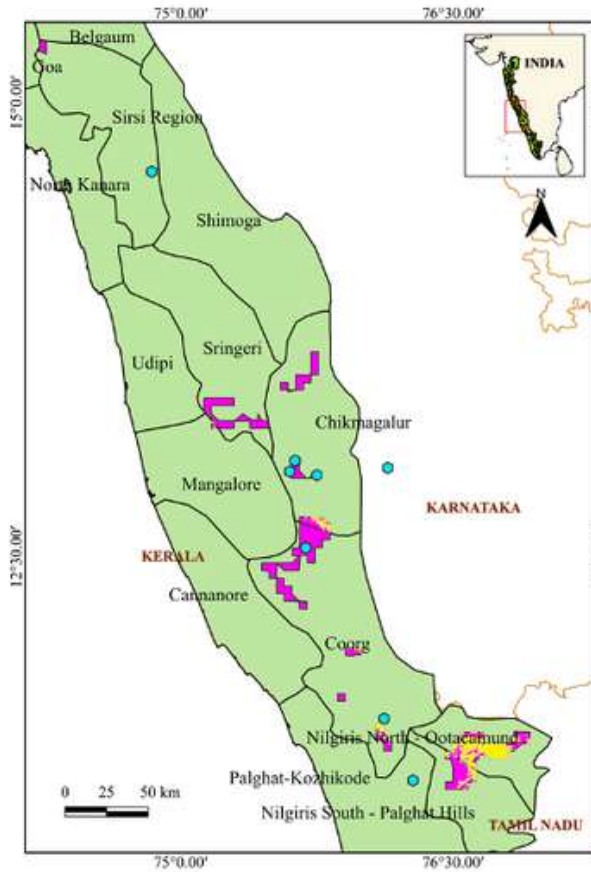 75°0.00' 76°30.00'
Belgaum
Goa
INDIA
15°0.00'
Sirsi Region
N
North Kanara
Shimoga
Sringeri
Udipi
Chikmagalur
Mangalore
KARNATAKA
12°30.00'
KERALA
Cannanore
Coorg
Nilgiris North - Ootacamund
0 25 50 km
Palghat-Kozhikode
Nilgiris South - Palghat Hills
TAMIL NADU
75°0.00' 76°30.00'